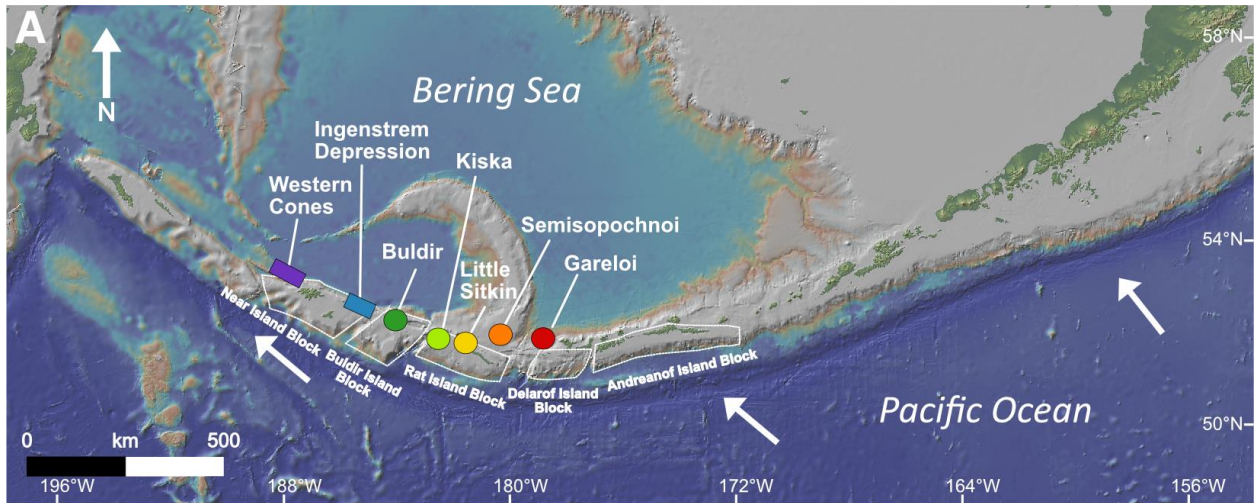 A
N
58°N
Bering Sea
Ingenstrem
Depression
Kiska
Western
Cones
Semisopochnoi
54°N
Buldir
Little
Sitkin
Gareloi
Near Island Block
Buldir Island
Block
Rat Island Block
Delarof Island
Block
Andreanof Island Block
Pacific Ocean
50°N
0 km 500
196°W 188°W 180°W 172°W 164°W 156°W